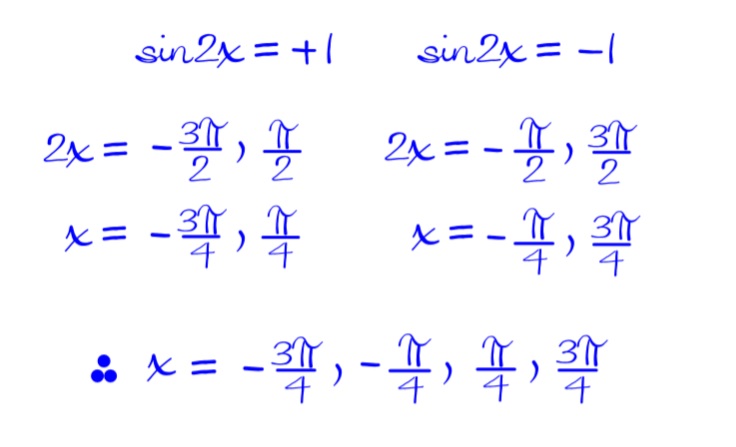 sin2x = +1 sin2x = -1
2x = -3π/2, π/2 2x = -π/2, 3π/2
x = -3π/4, π/4 x = -π/4, 3π/4
∴ x = -3π/4, -π/4, π/4, 3π/4